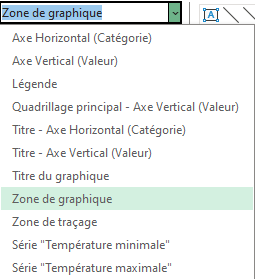 Zone de graphique
Axe Horizontal (Catégorie)
Axe Vertical (Valeur)
Légende
Quadrillage principal - Axe Vertical (Valeur)
Titre - Axe Horizontal (Catégorie)
Titre - Axe Vertical (Valeur)
Titre du graphique
Zone de graphique
Zone de traçage
Série "Température minimale"
Série "Température maximale"